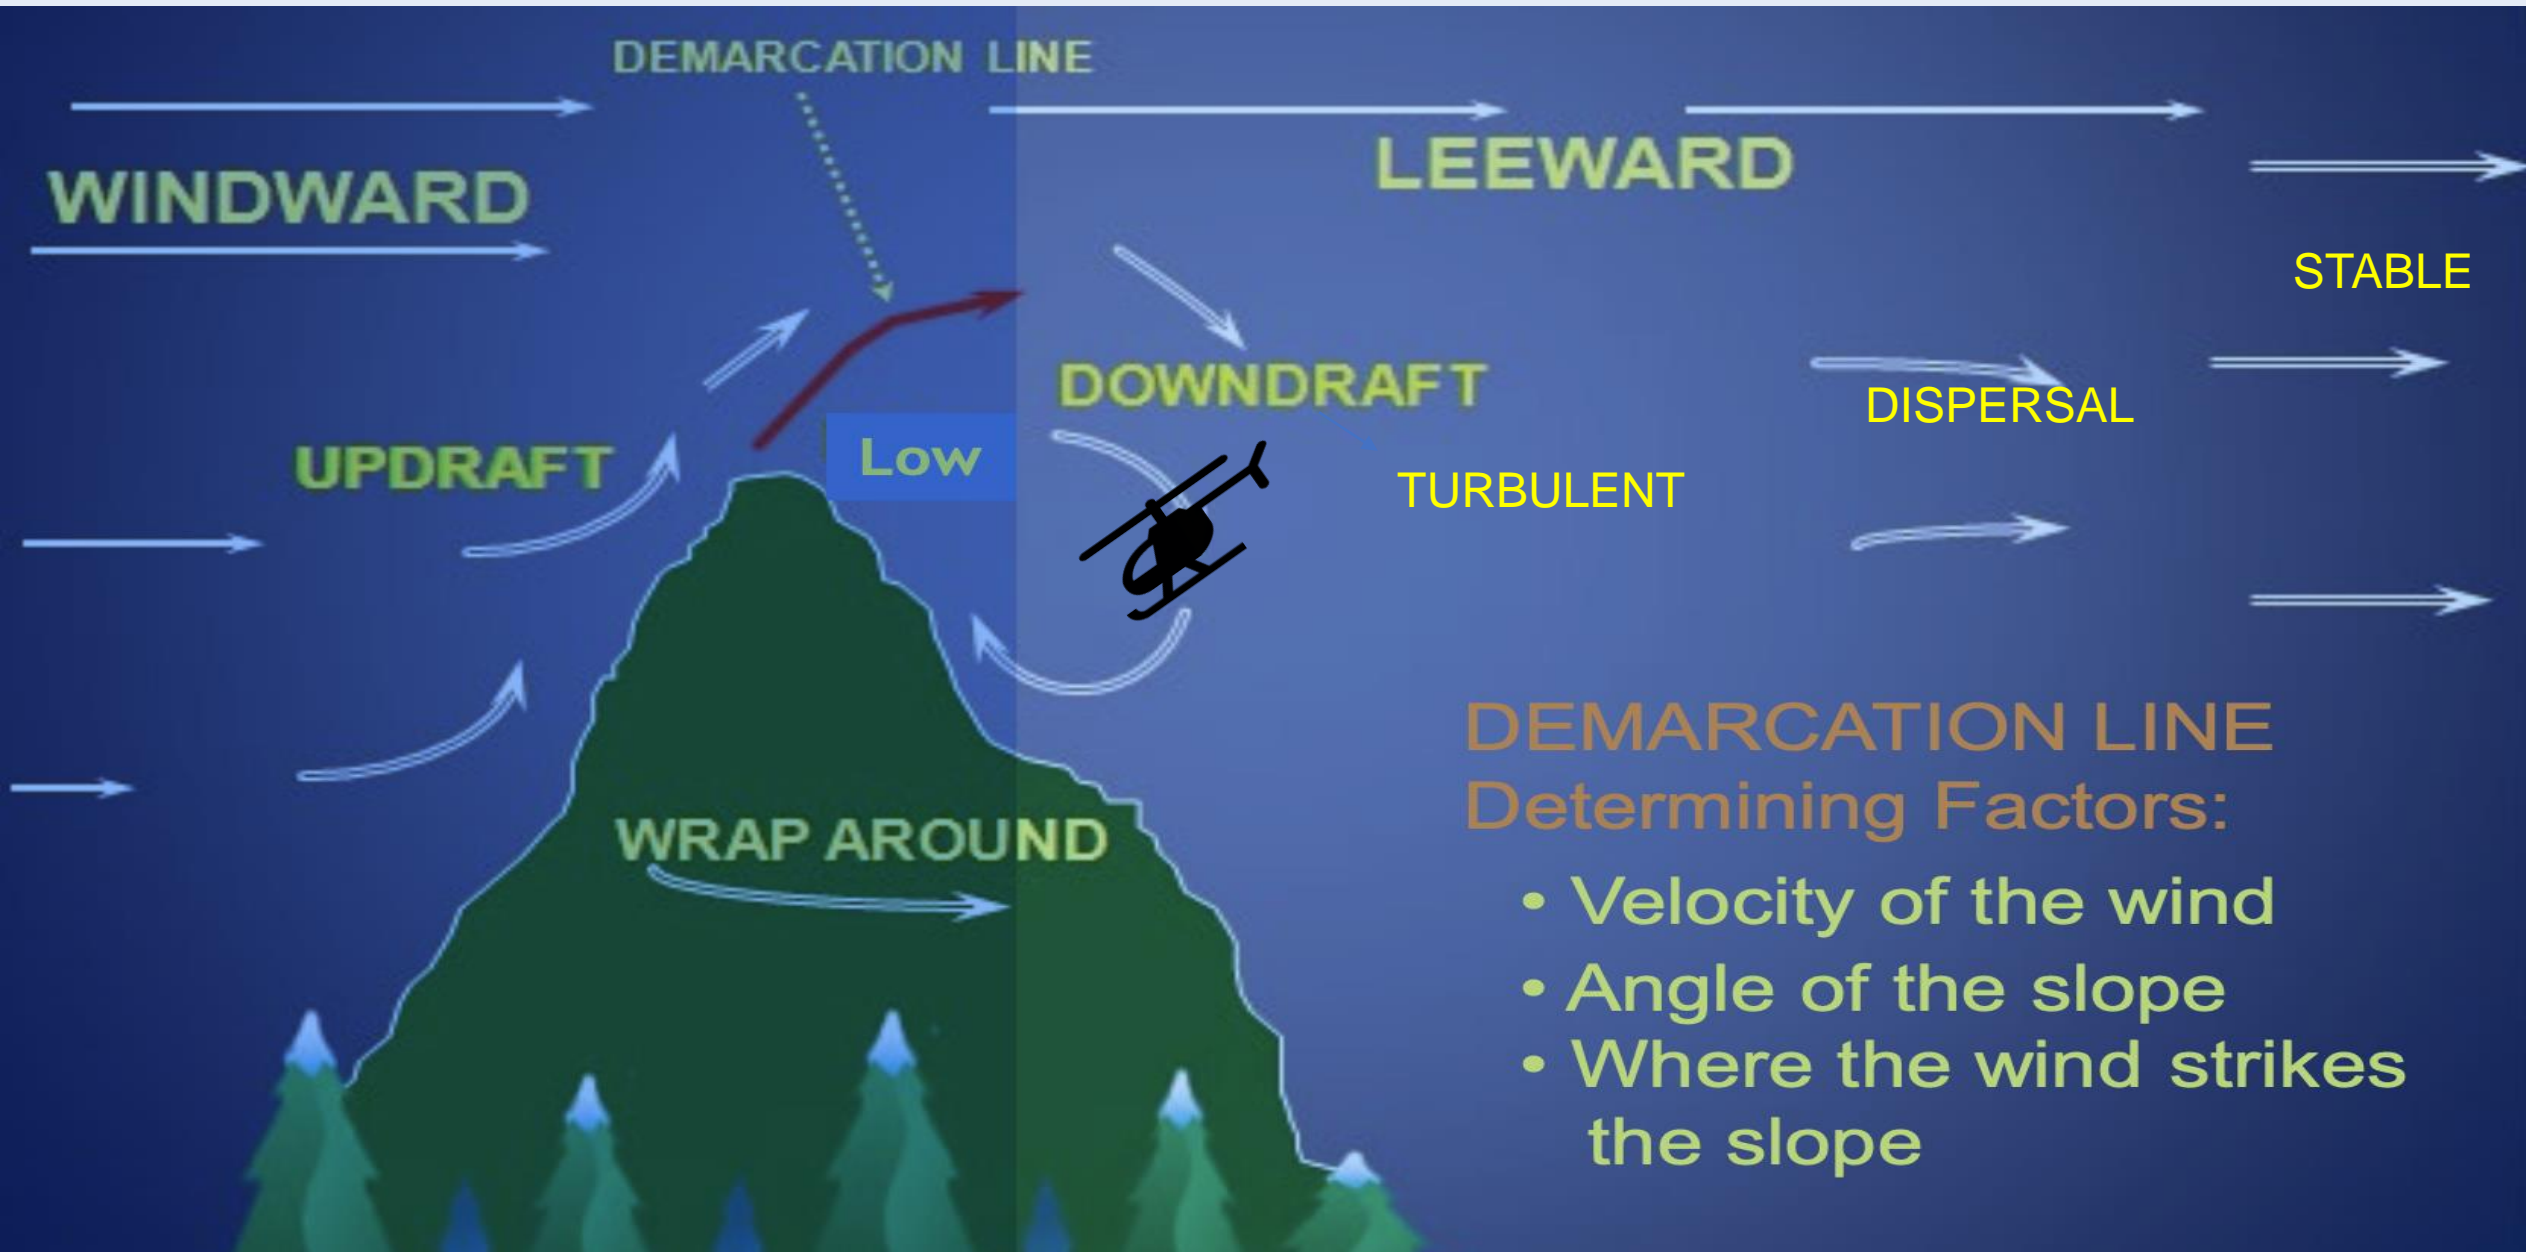 DEMARCATION LINE
WINDWARD
LEEWARD
STABLE
DOWNDRAFT
DISPERSAL
UPDRAFT
Low
TURBULENT
WRAP AROUND
DEMARCATION LINE
Determining Factors:
• Velocity of the wind
• Angle of the slope
• Where the wind strikes
the slope